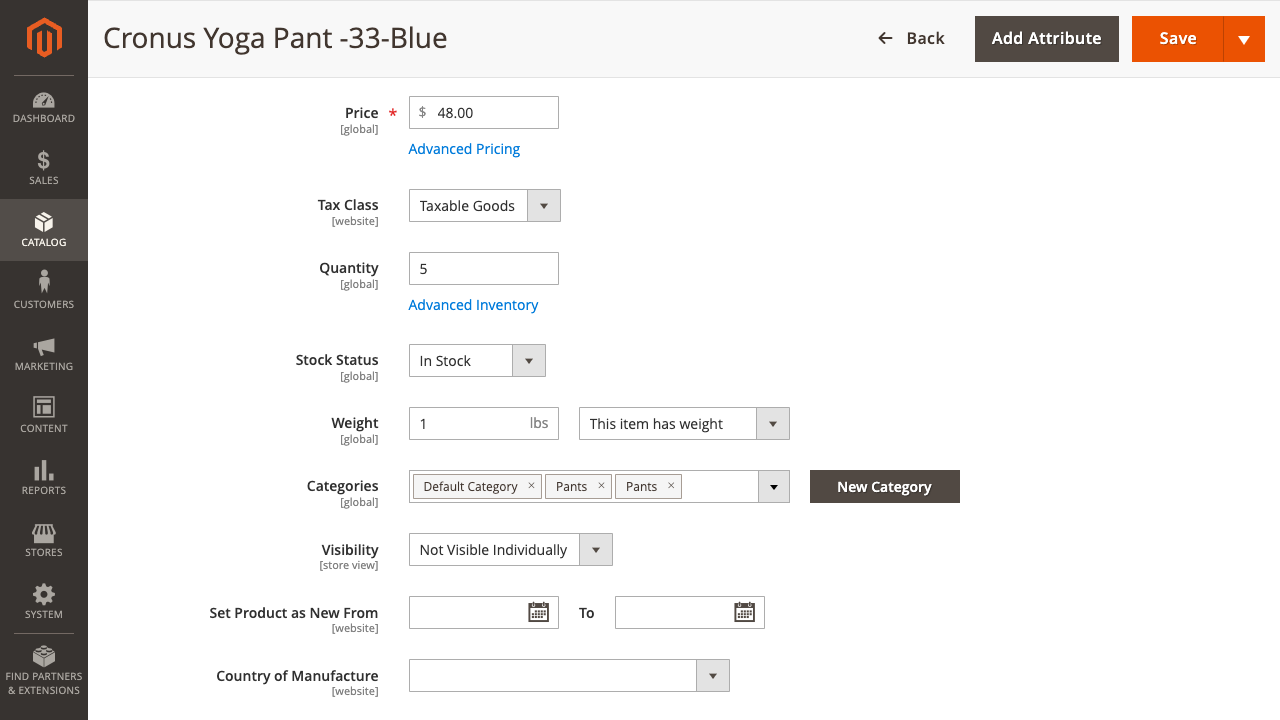 Cronus Yoga Pant -33-Blue
Back
Add Attribute
Save
DASHBOARD
SALES
CATALOG
CUSTOMERS
MARKETING
CONTENT
REPORTS
STORES
SYSTEM
FIND PARTNERS
& EXTENSIONS
Price *
[global]
$ 48.00
Advanced Pricing
Tax Class
[website]
Taxable Goods
Quantity
[global]
5
Advanced Inventory
Stock Status
[global]
In Stock
Weight
[global]
1 lbs
This item has weight
Categories
[global]
Default Category × Pants × Pants ×
New Category
Visibility
[store view]
Not Visible Individually
Set Product as New From
[website]
To
Country of Manufacture
[website]